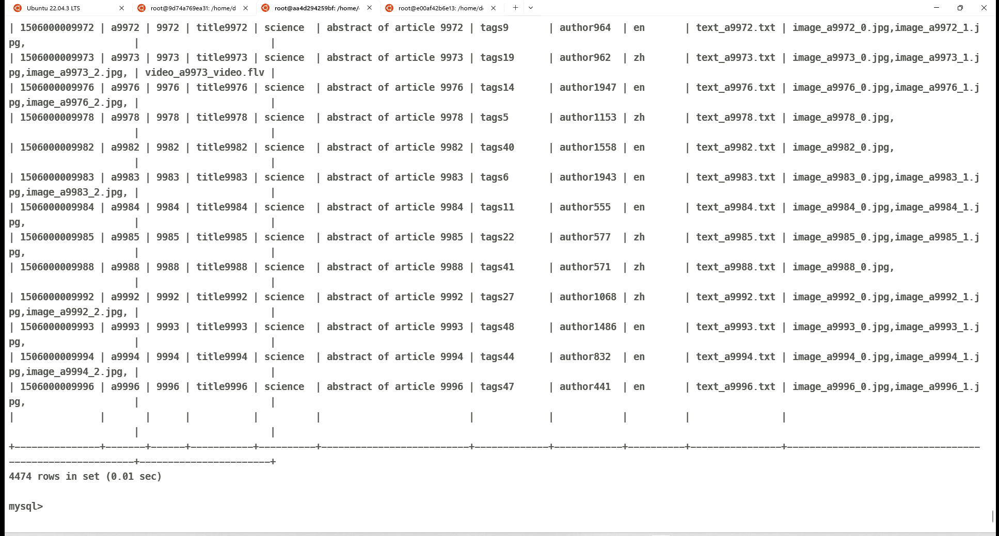 Ubuntu 22.04.3 LTS
root@9d74a769ea31: /home/d
root@aa4d294259bf: /home/
root@e00af42b6e13: /home/d
| 1506000009972 | a9972 | 9972 | title9972 | science  | abstract of article 9972 | tags9       | author964  | en       | text_a9972.txt | image_a9972_0.jpg,image_a9972_1.j
pg,                   |                       |
| 1506000009973 | a9973 | 9973 | title9973 | science  | abstract of article 9973 | tags19      | author962  | zh       | text_a9973.txt | image_a9973_0.jpg,image_a9973_1.j
pg,image_a9973_2.jpg, | video_a9973_video.flv |
| 1506000009976 | a9976 | 9976 | title9976 | science  | abstract of article 9976 | tags14      | author1947 | en       | text_a9976.txt | image_a9976_0.jpg,image_a9976_1.j
pg,image_a9976_2.jpg, |                       |
| 1506000009978 | a9978 | 9978 | title9978 | science  | abstract of article 9978 | tags5       | author1153 | zh       | text_a9978.txt | image_a9978_0.jpg,
                      |                       |
| 1506000009982 | a9982 | 9982 | title9982 | science  | abstract of article 9982 | tags40      | author1558 | en       | text_a9982.txt | image_a9982_0.jpg,
                      |                       |
| 1506000009983 | a9983 | 9983 | title9983 | science  | abstract of article 9983 | tags6       | author1943 | en       | text_a9983.txt | image_a9983_0.jpg,image_a9983_1.j
pg,image_a9983_2.jpg, |                       |
| 1506000009984 | a9984 | 9984 | title9984 | science  | abstract of article 9984 | tags11      | author555  | en       | text_a9984.txt | image_a9984_0.jpg,image_a9984_1.j
pg,                   |                       |
| 1506000009985 | a9985 | 9985 | title9985 | science  | abstract of article 9985 | tags22      | author577  | zh       | text_a9985.txt | image_a9985_0.jpg,image_a9985_1.j
pg,                   |                       |
| 1506000009988 | a9988 | 9988 | title9988 | science  | abstract of article 9988 | tags41      | author571  | zh       | text_a9988.txt | image_a9988_0.jpg,
                      |                       |
| 1506000009992 | a9992 | 9992 | title9992 | science  | abstract of article 9992 | tags27      | author1068 | zh       | text_a9992.txt | image_a9992_0.jpg,image_a9992_1.j
pg,image_a9992_2.jpg, |                       |
| 1506000009993 | a9993 | 9993 | title9993 | science  | abstract of article 9993 | tags48      | author1486 | en       | text_a9993.txt | image_a9993_0.jpg,image_a9993_1.j
pg,                   |                       |
| 1506000009994 | a9994 | 9994 | title9994 | science  | abstract of article 9994 | tags44      | author832  | en       | text_a9994.txt | image_a9994_0.jpg,image_a9994_1.j
pg,image_a9994_2.jpg, |                       |
| 1506000009996 | a9996 | 9996 | title9996 | science  | abstract of article 9996 | tags47      | author441  | en       | text_a9996.txt | image_a9996_0.jpg,image_a9996_1.j
pg,                   |                       |
|               |       |      |           |          |                          |             |            |          |                |
                      |                       |
+---------------+-------+------+-----------+----------+--------------------------+-------------+------------+----------+----------------+----------------------------------
----------------------+-----------------------+
4474 rows in set (0.01 sec)
mysql>